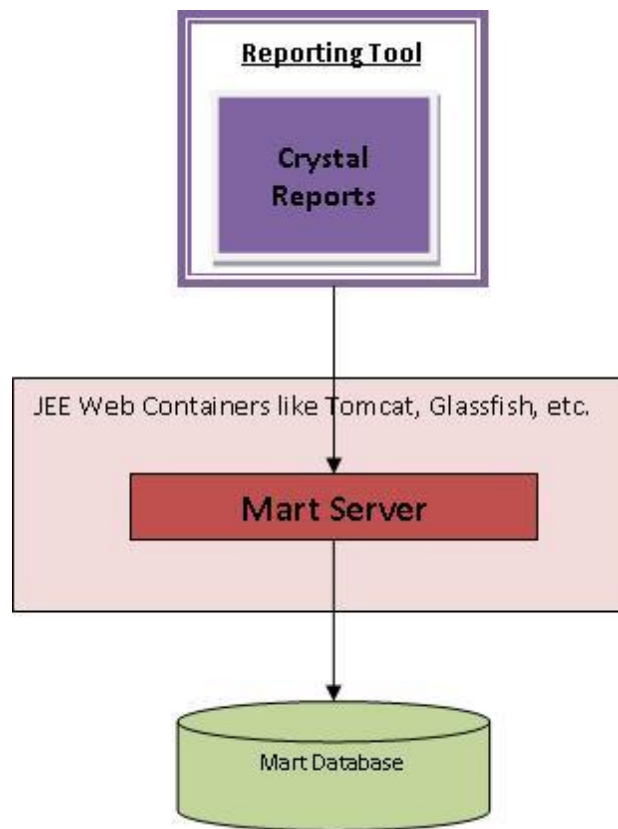 Reporting Tool
Crystal
Reports
JEE Web Containers like Tomcat, Glassfish, etc.
Mart Server
Mart Database